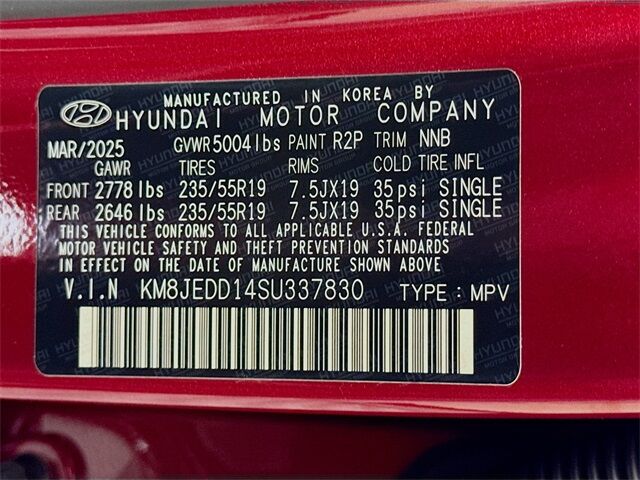 MANUFACTURED IN KOREA BY
HYUNDAI MOTOR COMPANY
MAR/2025 GVWR 5004 lbs PAINT R2P TRIM NNB
GAWR TIRES RIMS COLD TIRE INFL
FRONT 2778 lbs 235/55R19 7.5JX19 35psi SINGLE
REAR 2646 lbs 235/55R19 7.5JX19 35psi SINGLE
THIS VEHICLE CONFORMS TO ALL APPLICABLE U.S.A. FEDERAL
MOTOR VEHICLE SAFETY AND THEFT PREVENTION STANDARDS
IN EFFECT ON THE DATE OF MANUFACTURE SHOWN ABOVE
V.I.N KM8JEDD14SU337830 TYPE : MPV